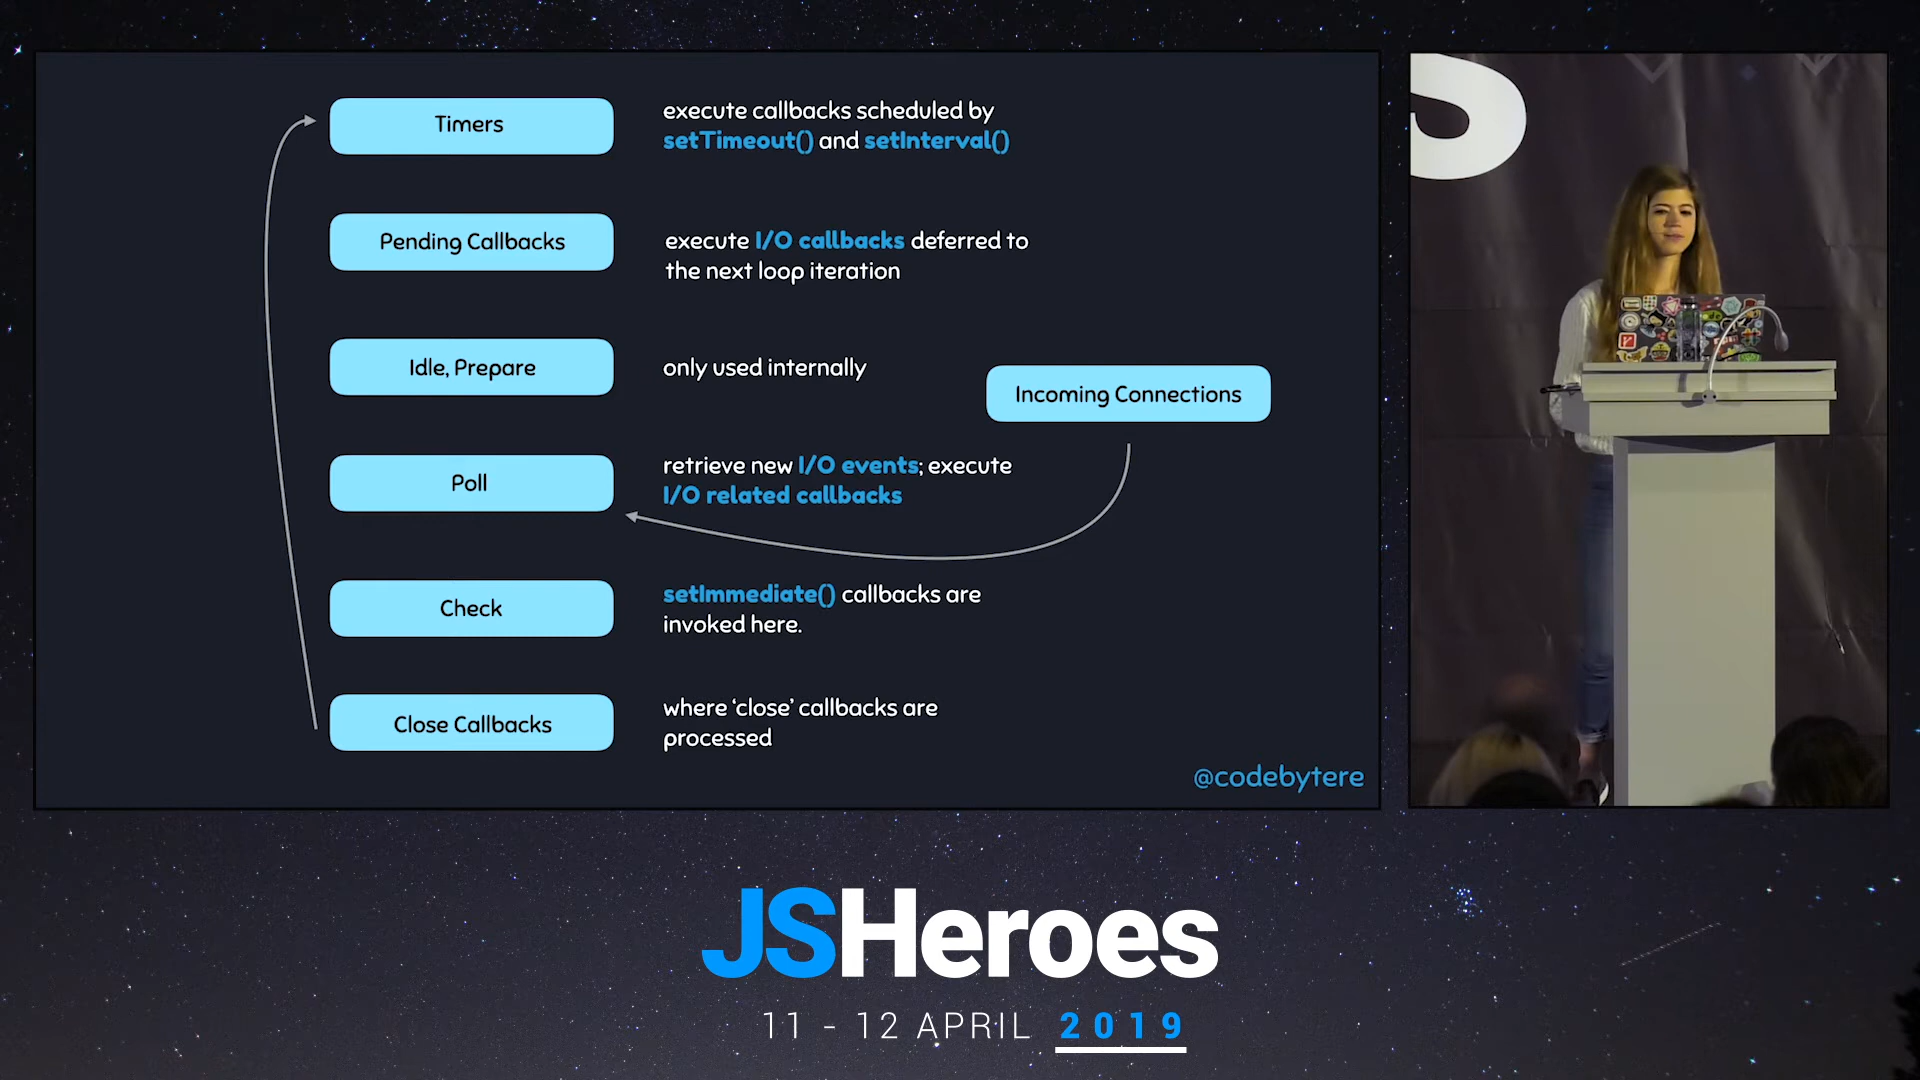 Timers
execute callbacks scheduled by
setTimeout() and setInterval()
Pending Callbacks
execute I/O callbacks deferred to
the next loop iteration
Idle, Prepare
only used internally
Incoming Connections
Poll
retrieve new I/O events; execute
I/O related callbacks
Check
setImmediate() callbacks are
invoked here.
Close Callbacks
where ‘close’ callbacks are
processed
@codebytere
S
JSHeroes
11 - 12 APRIL 2019